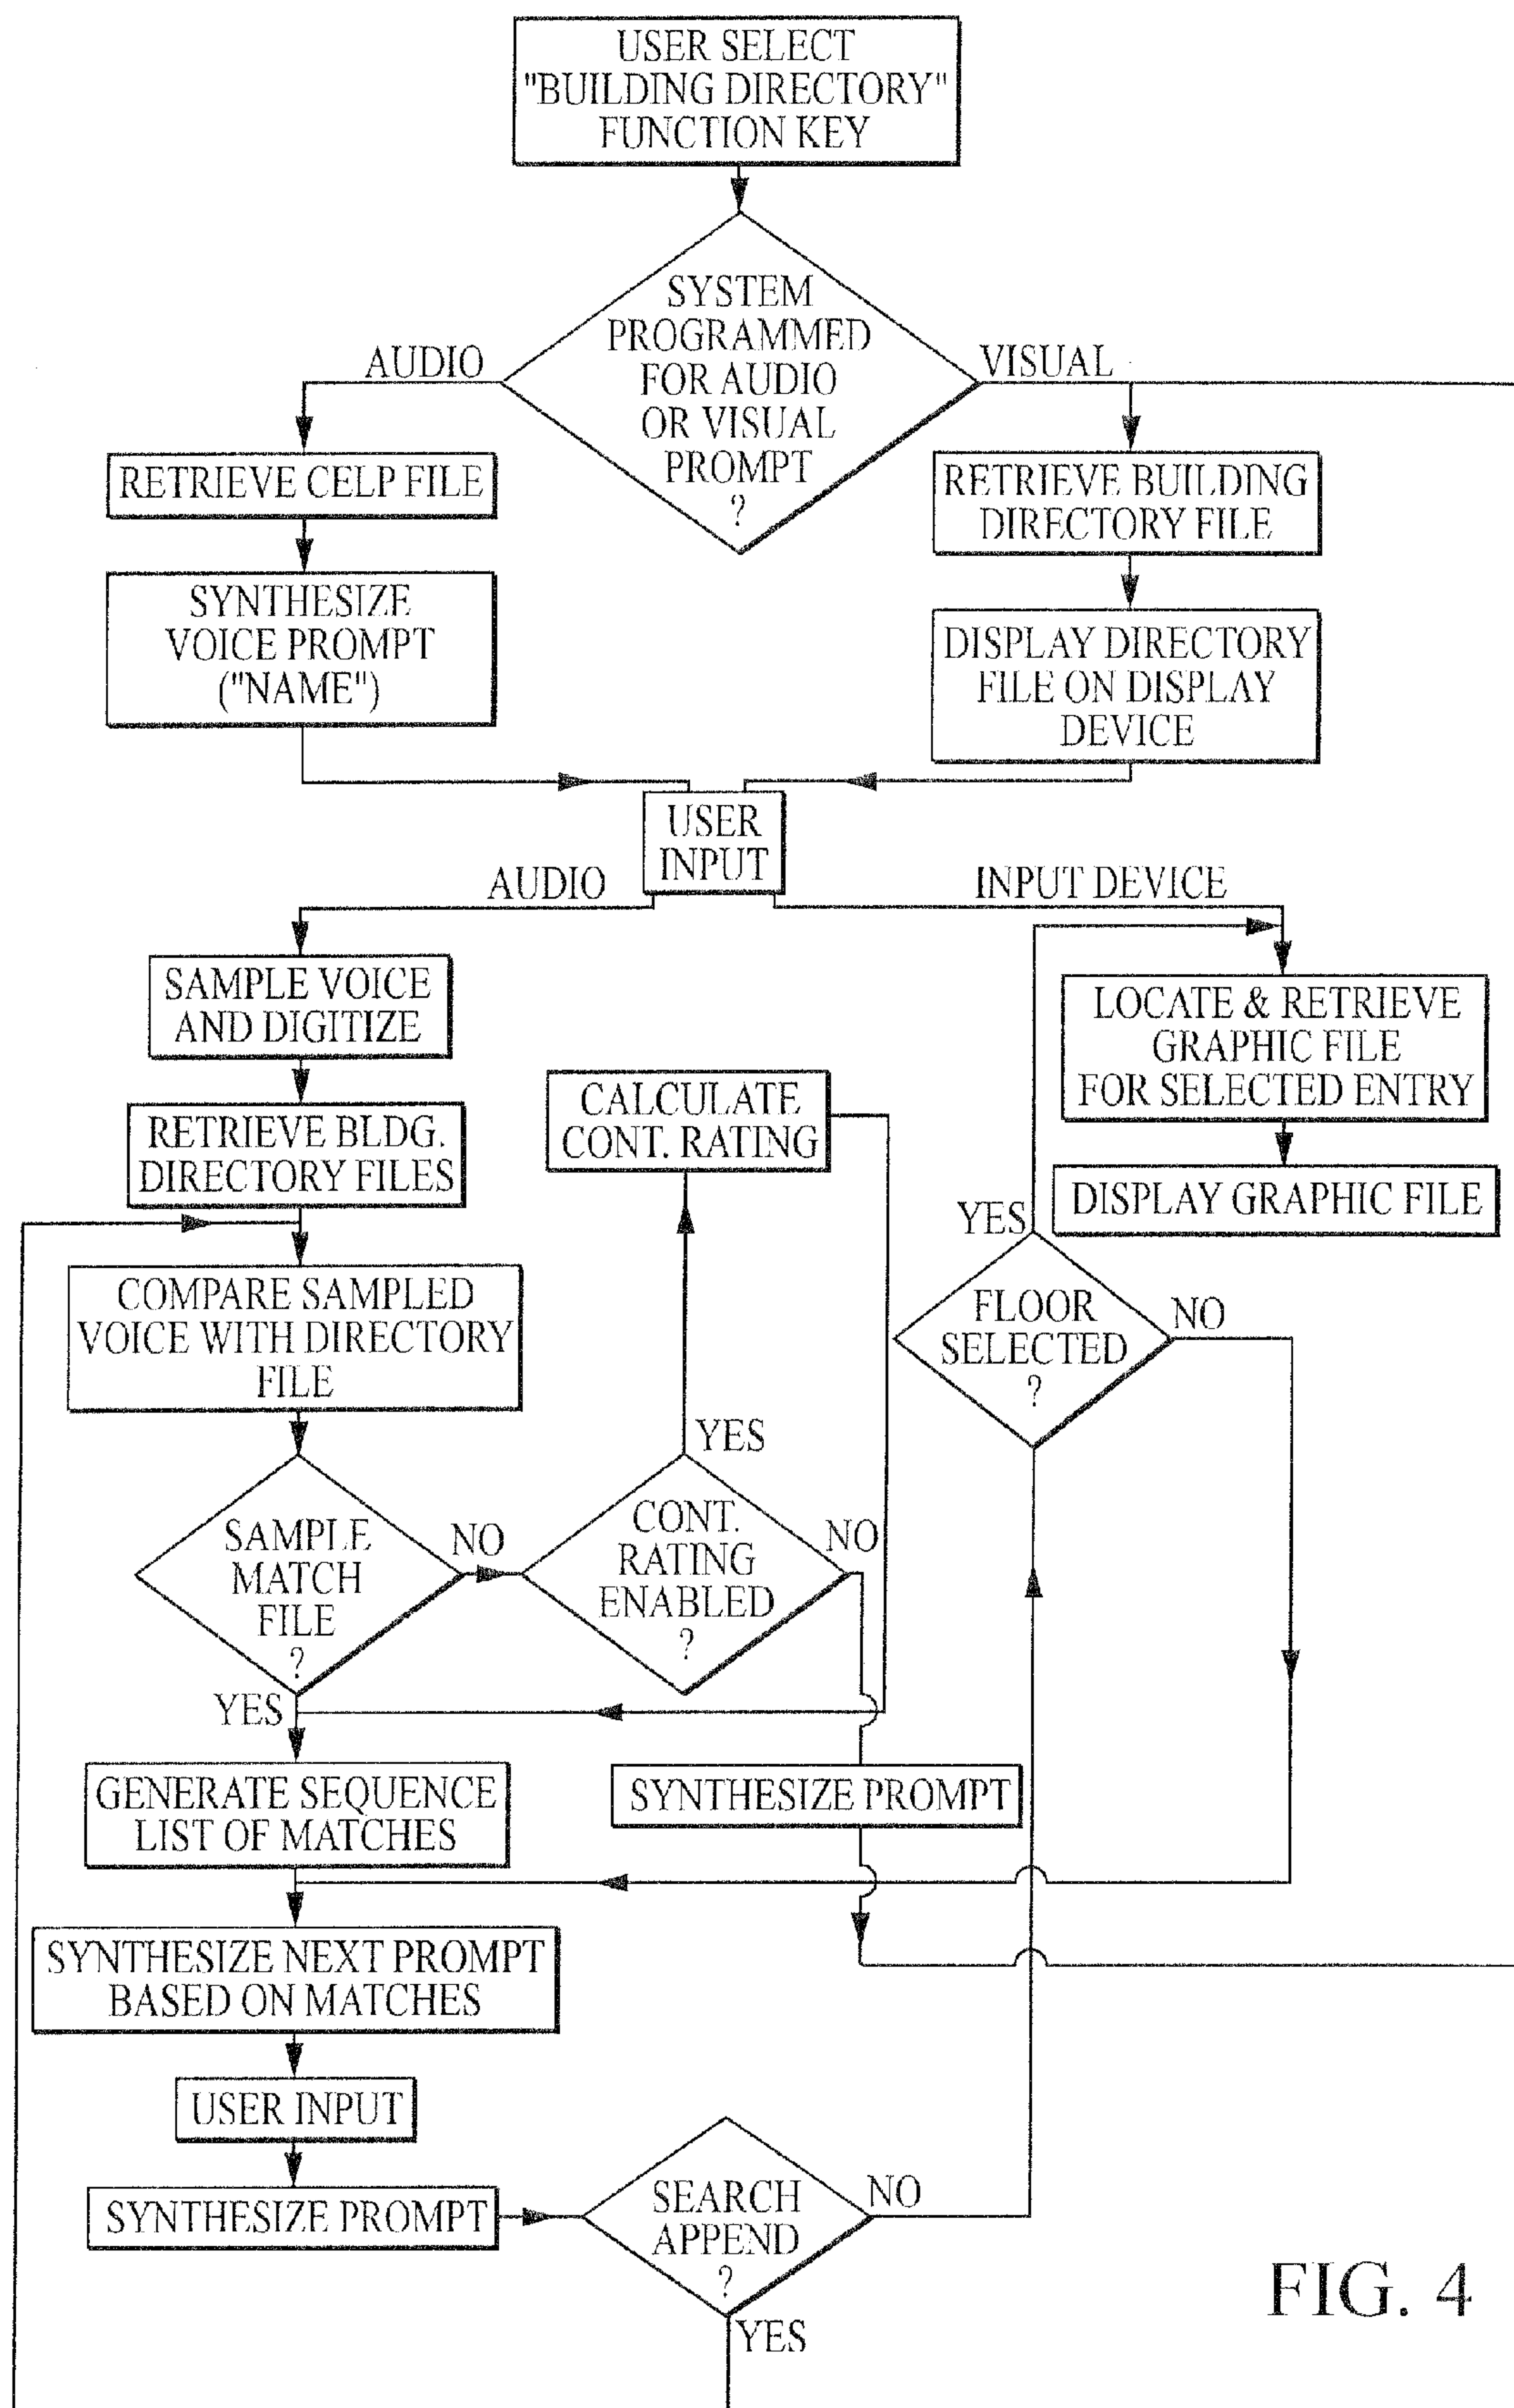 USER SELECT
"BUILDING DIRECTORY"
FUNCTION KEY
SYSTEM
PROGRAMMED
FOR AUDIO
OR VISUAL
PROMPT
?
AUDIO
VISUAL
RETRIEVE CELP FILE
RETRIEVE BUILDING
DIRECTORY FILE
SYNTHESIZE
VOICE PROMPT
("NAME")
DISPLAY DIRECTORY
FILE ON DISPLAY
DEVICE
USER
INPUT
AUDIO
INPUT DEVICE
SAMPLE VOICE
AND DIGITIZE
LOCATE & RETRIEVE
GRAPHIC FILE
FOR SELECTED ENTRY
RETRIEVE BLDG.
DIRECTORY FILES
CALCULATE
CONT. RATING
DISPLAY GRAPHIC FILE
YES
COMPARE SAMPLED
VOICE WITH DIRECTORY
FILE
FLOOR
SELECTED
?
NO
YES
SAMPLE
MATCH
FILE
?
NO
CONT.
RATING
ENABLED
?
NO
YES
GENERATE SEQUENCE
LIST OF MATCHES
SYNTHESIZE PROMPT
SYNTHESIZE NEXT PROMPT
BASED ON MATCHES
USER INPUT
SYNTHESIZE PROMPT
SEARCH
APPEND
?
NO
YES
FIG. 4